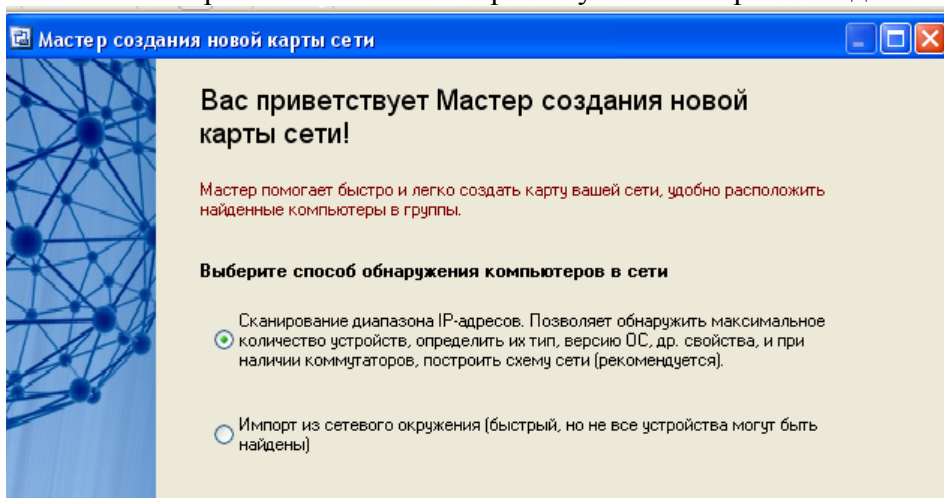 Мастер создания новой карты сети
Вас приветствует Мастер создания новой
карты сети!
Мастер помогает быстро и легко создать карту вашей сети, удобно расположить
найденные компьютеры в группы.
Выберите способ обнаружения компьютеров в сети
Сканирование диапазона IP-адресов. Позволяет обнаружить максимальное
количество устройств, определить их тип, версию ОС, др. свойства, и при
наличии коммутаторов, построить схему сети (рекомендуется).
Импорт из сетевого окружения (быстрый, но не все устройства могут быть
найдены)